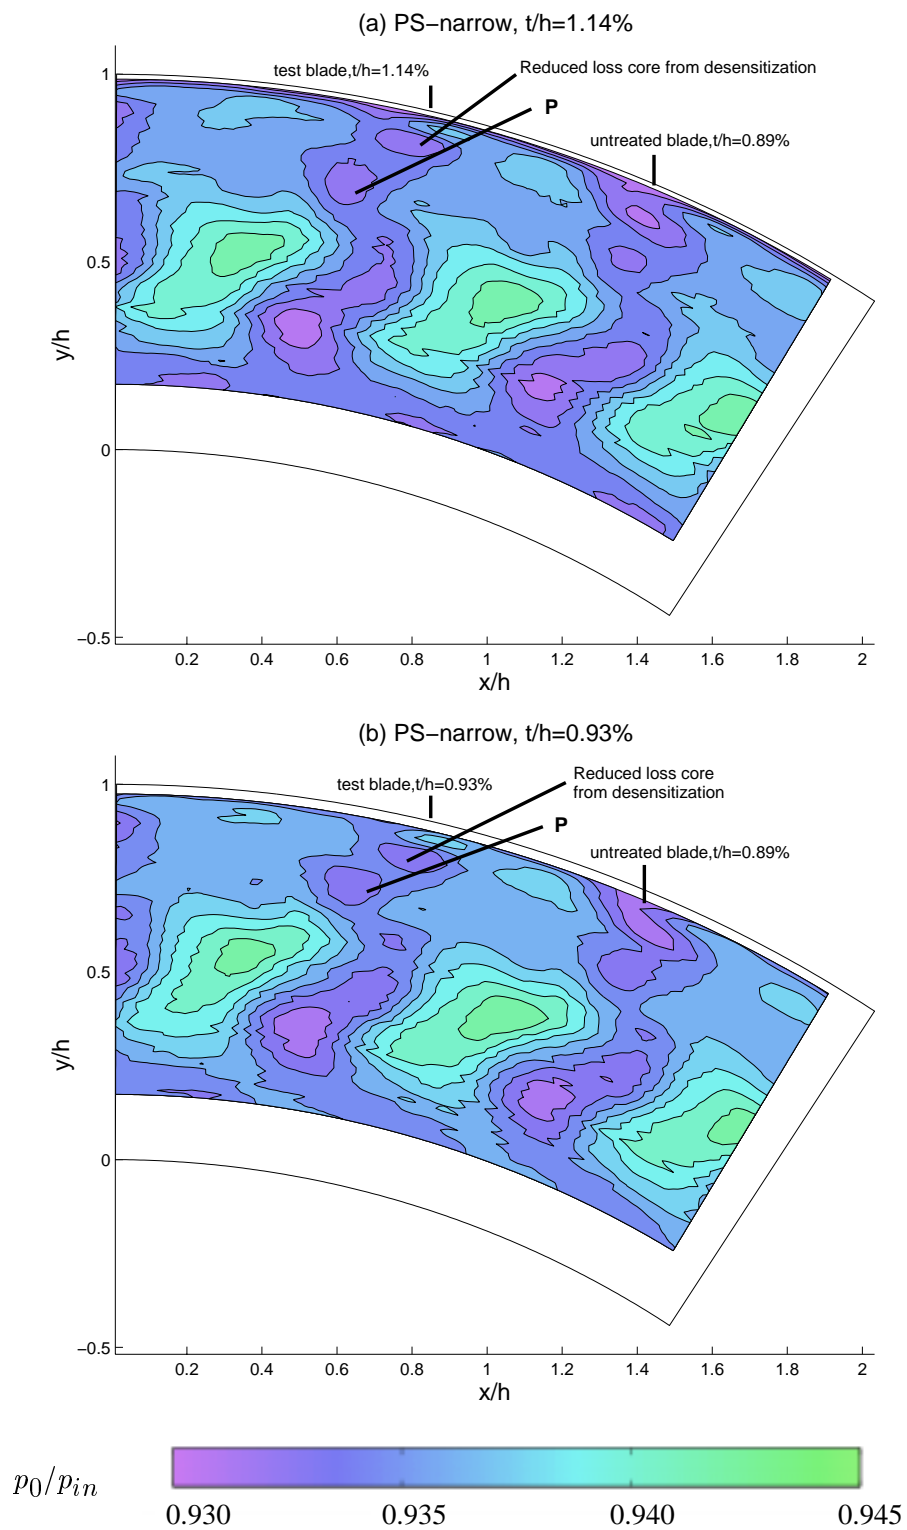 (a) PS−narrow, t/h=1.14%
test blade,t/h=1.14%
Reduced loss core from desensitization
P
untreated blade,t/h=0.89%
1
0.5
0
−0.5
y/h
0.2 0.4 0.6 0.8 1 1.2 1.4 1.6 1.8 2
x/h
(b) PS−narrow, t/h=0.93%
test blade,t/h=0.93%
Reduced loss core
from desensitization
P
untreated blade,t/h=0.89%
1
0.5
0
−0.5
y/h
0.2 0.4 0.6 0.8 1 1.2 1.4 1.6 1.8 2
x/h
p0/pin
0.930 0.935 0.940 0.945